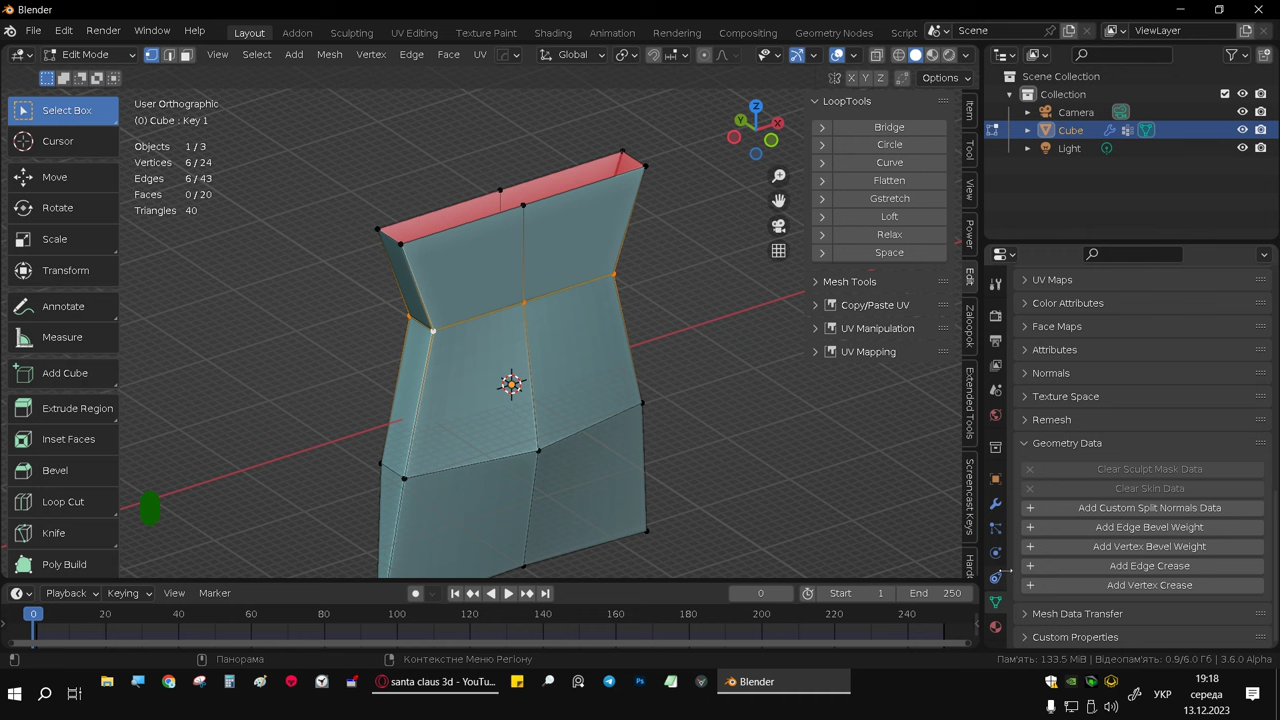 Blender
File Edit Render Window Help Layout Addon Sculpting UV Editing Texture Paint Shading Animation Rendering Compositing Geometry Nodes Script Scene ViewLayer
Edit Mode View Select Add Mesh Vertex Edge Face UV Global
X Y Z Options
Select Box
Cursor
Move
Rotate
Scale
Transform
Annotate
Measure
Add Cube
Extrude Region
Inset Faces
Bevel
Loop Cut
Knife
Poly Build
User Orthographic
(0) Cube : Key 1
Objects 1/3
Vertices 6/24
Edges 6/43
Faces 0/20
Triangles 40
Z
Y
X
LoopTools
Bridge
Circle
Curve
Flatten
Gstretch
Loft
Relax
Space
Mesh Tools
Copy/Paste UV
UV Manipulation
UV Mapping
Item
Tool
View
Power
Edit
Zaloopok
Extended Tools
Screencast Keys
Hard
Scene Collection
Collection
Camera
Cube
Light
UV Maps
Color Attributes
Face Maps
Attributes
Normals
Texture Space
Remesh
Geometry Data
Clear Sculpt Mask Data
Clear Skin Data
Add Custom Split Normals Data
Add Edge Bevel Weight
Add Vertex Bevel Weight
Add Edge Crease
Add Vertex Crease
Mesh Data Transfer
Custom Properties
Playback Keying View Marker 0 Start 1 End 250
0 20 40 60 80 100 120 140 160 180 200 220 240
Панорама Контекстне Меню Регіону Пам'ять: 133.5 MiB | Відеопам'ять: 0.9/6.0 Гб | 3.6.0 Alpha
santa claus 3d - YouTu... Blender
УКР
19:18
середа
13.12.2023